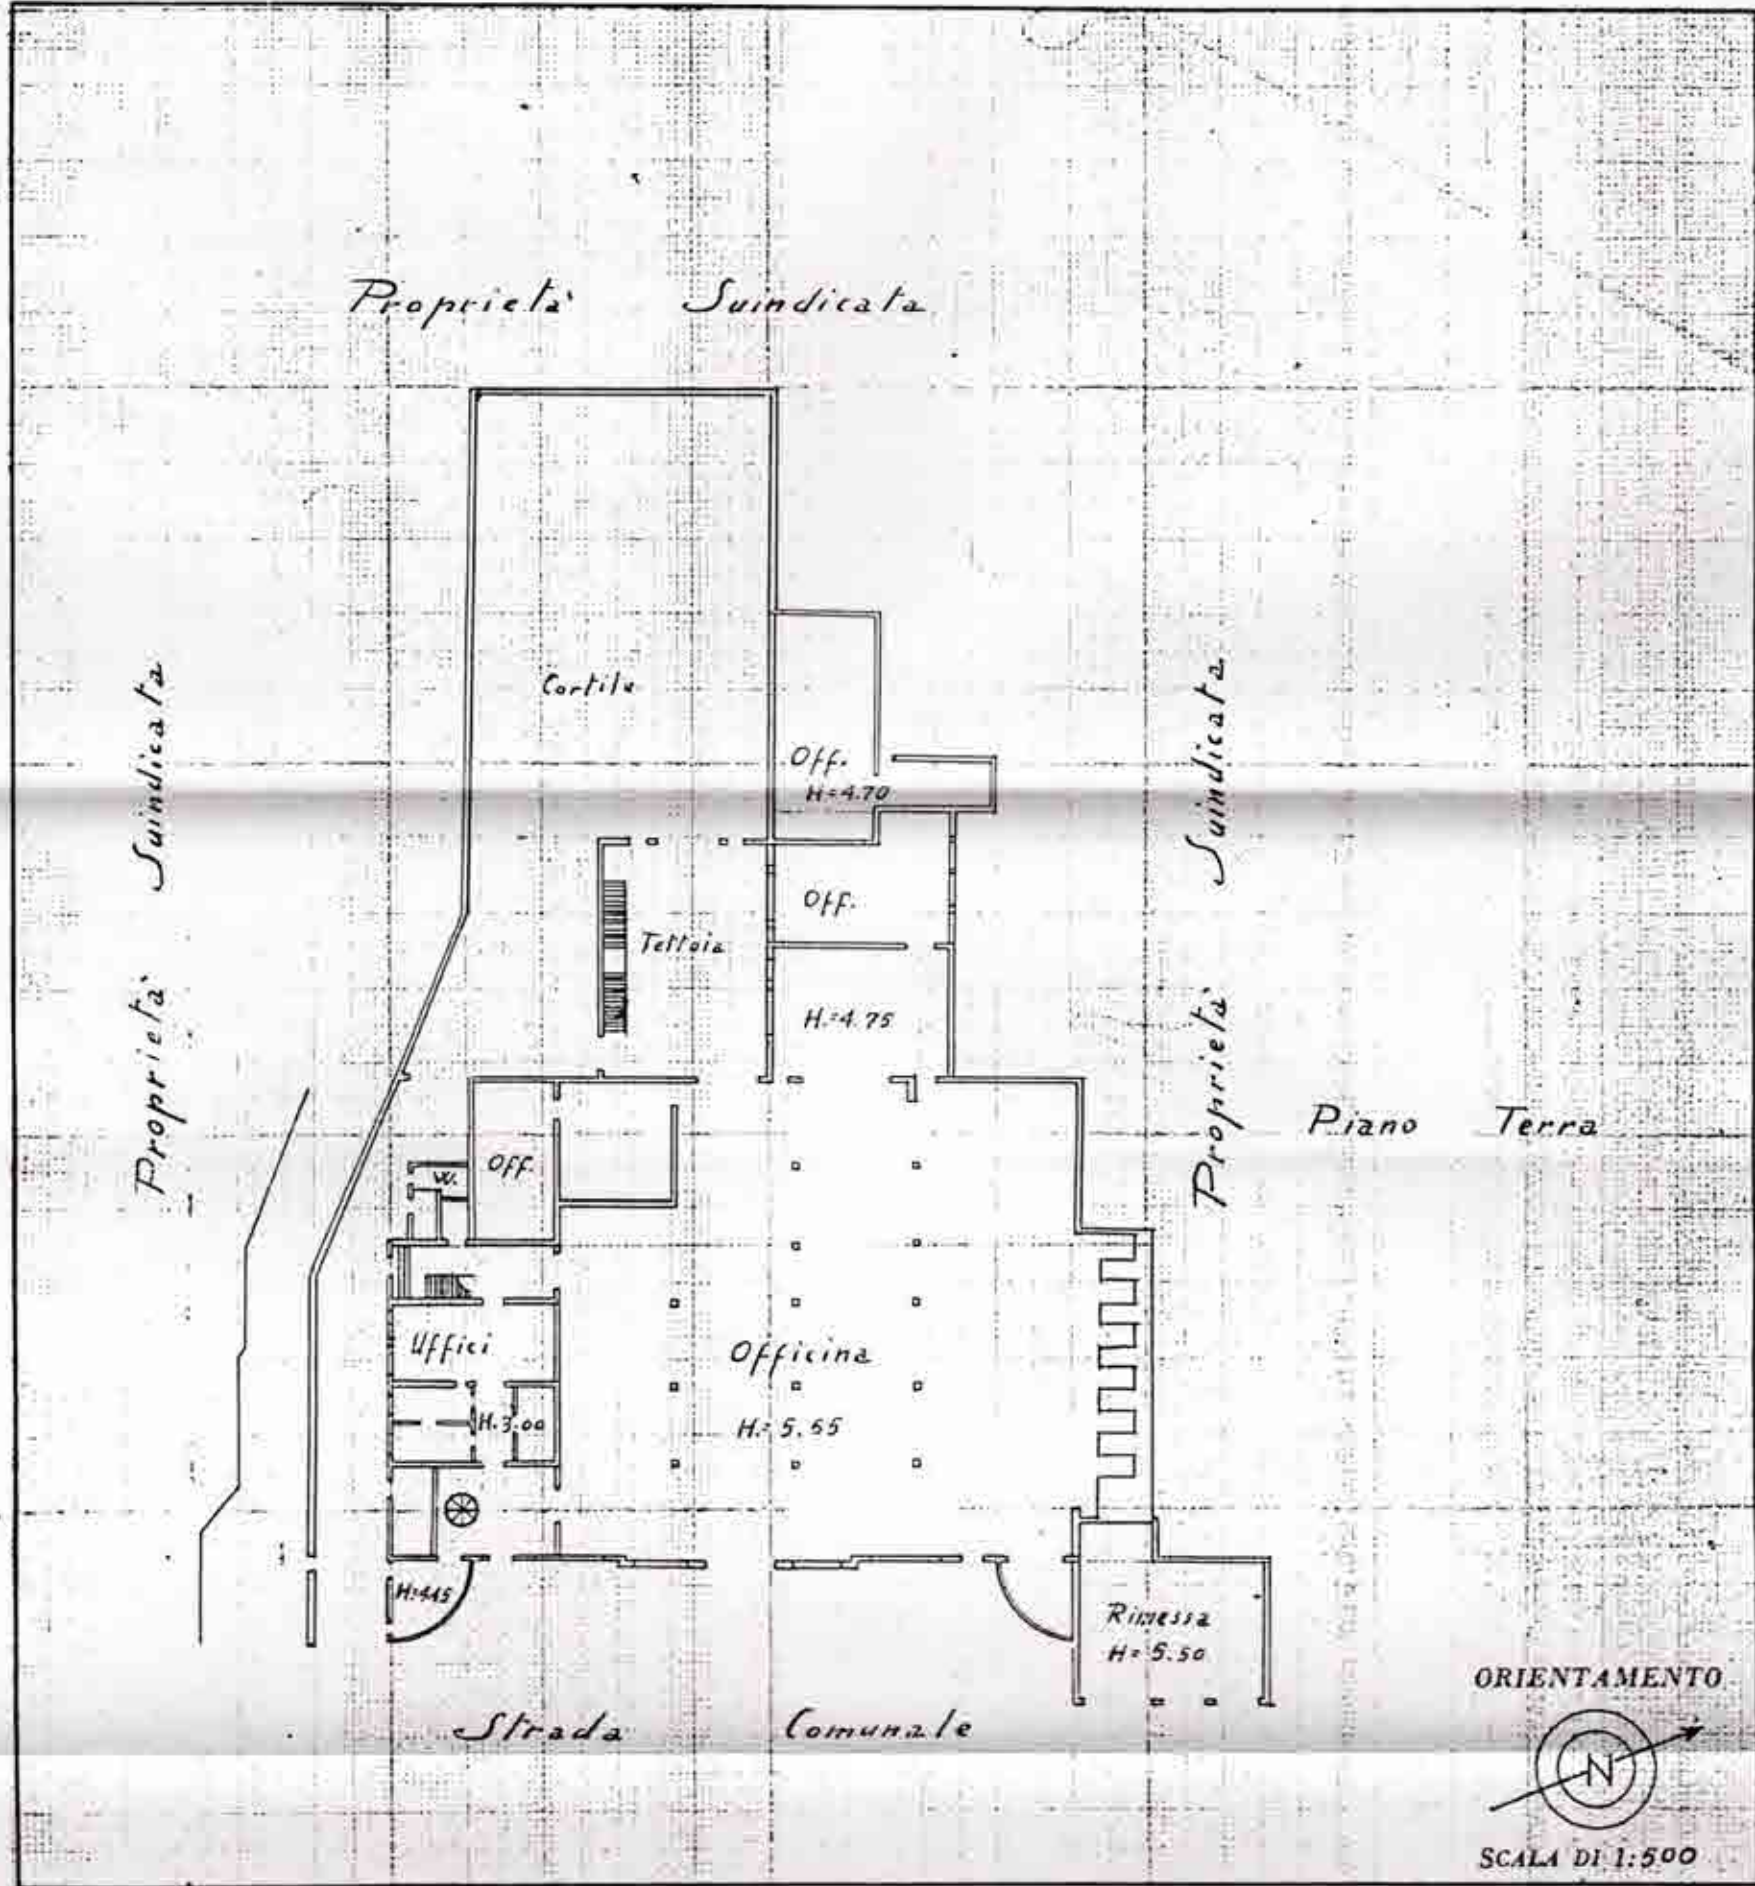 Proprietà Suindicata
Proprietà Suindicata
Cortile
Off.
H=4.70
Off.
Tettoia
H.=4.75
Proprietà Suindicata
Piano Terra
W.
Off.
Uffici
H.3.00
Officina
H.=5.65
H=4.45
Rimessa
H=5.50
Strada Comunale
ORIENTAMENTO
N
SCALA DI 1:500